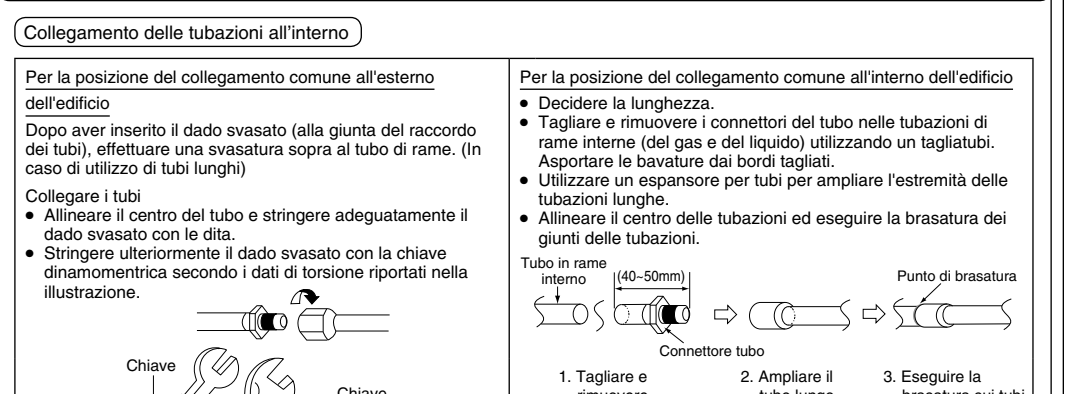 Collegamento delle tubazioni all'interno
Per la posizione del collegamento comune all'esterno
dell'edificio
Dopo aver inserito il dado svasato (alla giunta del raccordo
dei tubi), effettuare una svasatura sopra al tubo di rame. (In
caso di utilizzo di tubi lunghi)
Collegare i tubi
● Allineare il centro del tubo e stringere adeguatamente il
dado svasato con le dita.
● Stringere ulteriormente il dado svasato con la chiave
dinamomentrica secondo i dati di torsione riportati nella
illustrazione.
Chiave
Chiave
Per la posizione del collegamento comune all'interno dell'edificio
● Decidere la lunghezza.
● Tagliare e rimuovere i connettori del tubo nelle tubazioni di
rame interne (del gas e del liquido) utilizzando un tagliatubi.
Asportare le bavature dai bordi tagliati.
● Utilizzare un espansore per tubi per ampliare l'estremità delle
tubazioni lunghe.
● Allineare il centro delle tubazioni ed eseguire la brasatura dei
giunti delle tubazioni.
Tubo in rame
interno
(40~50mm)
Punto di brasatura
Connettore tubo
1. Tagliare e
rimuovere
2. Ampliare il
tubo lungo
3. Eseguire la
brasatura sui tubi